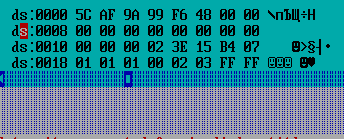 ds:0000 5C AF 9A 99 F6 48 00 00 \пЪЩ÷H
ds:0008 00 00 00 00 00 00 00 00
ds:0010 00 00 00 02 3E 15 B4 07 ☻>§┤•
ds:0018 01 01 01 00 02 03 FF FF ☺☺☺ ☻♥